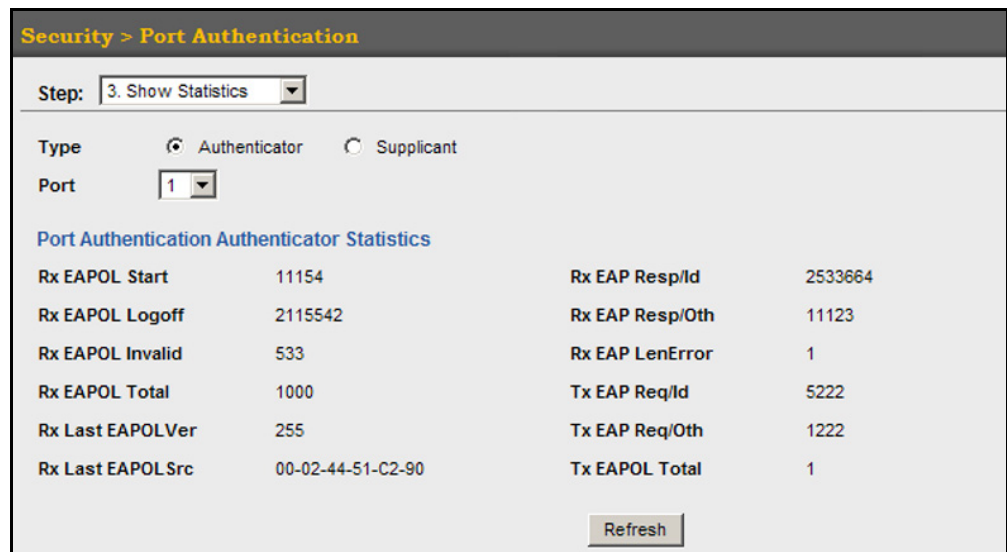 Security > Port Authentication
Step: 3. Show Statistics
Type Authenticator Supplicant
Port 1
Port Authentication Authenticator Statistics
Rx EAPOL Start 11154 Rx EAP Resp/Id 2533664
Rx EAPOL Logoff 2115542 Rx EAP Resp/Oth 11123
Rx EAPOL Invalid 533 Rx EAP LenError 1
Rx EAPOL Total 1000 Tx EAP Req/Id 5222
Rx Last EAPOLVer 255 Tx EAP Req/Oth 1222
Rx Last EAPOLSrc 00-02-44-51-C2-90 Tx EAPOL Total 1
Refresh